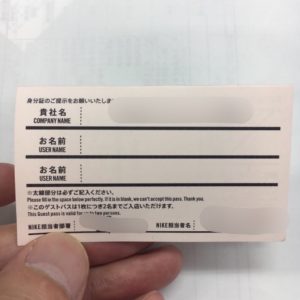 身分証のご提示をお願いいたしま
貴社名
COMPANY NAME
お名前
USER NAME
お名前
USER NAME
※太線部分は必ずご記入ください。
Please fill in the space below perfectly. If it is in blank, we can't accept this pass. Thank you.
※このゲストパスは1枚につき2名までご入店いただけます。
This Guest pass is valid for up to two persons.
NIKE担当者部署
NIKE担当者名